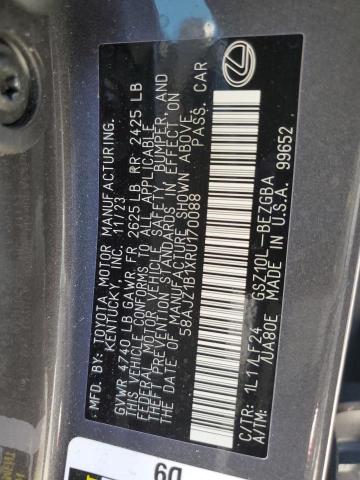 MFD. BY: TOYOTA MOTOR MANUFACTURING
KENTUCKY, INC. 11/23
GVWR 4740 LB GAWR FR 2625 LB RR 2425 LB
THIS VEHICLE CONFORMS TO ALL APPLICABLE
FEDERAL MOTOR VEHICLE SAFETY, BUMPER, AND
THEFT PREVENTION STANDARDS IN EFFECT ON
THE DATE OF MANUFACTURE SHOWN ABOVE.
58ADZ1B1XRU170088 PASS. CAR
C/TR: 1L1 /LF24 GSZ10L-BEZGBA
A/TM: /UA80E MADE IN U.S.A. 99652